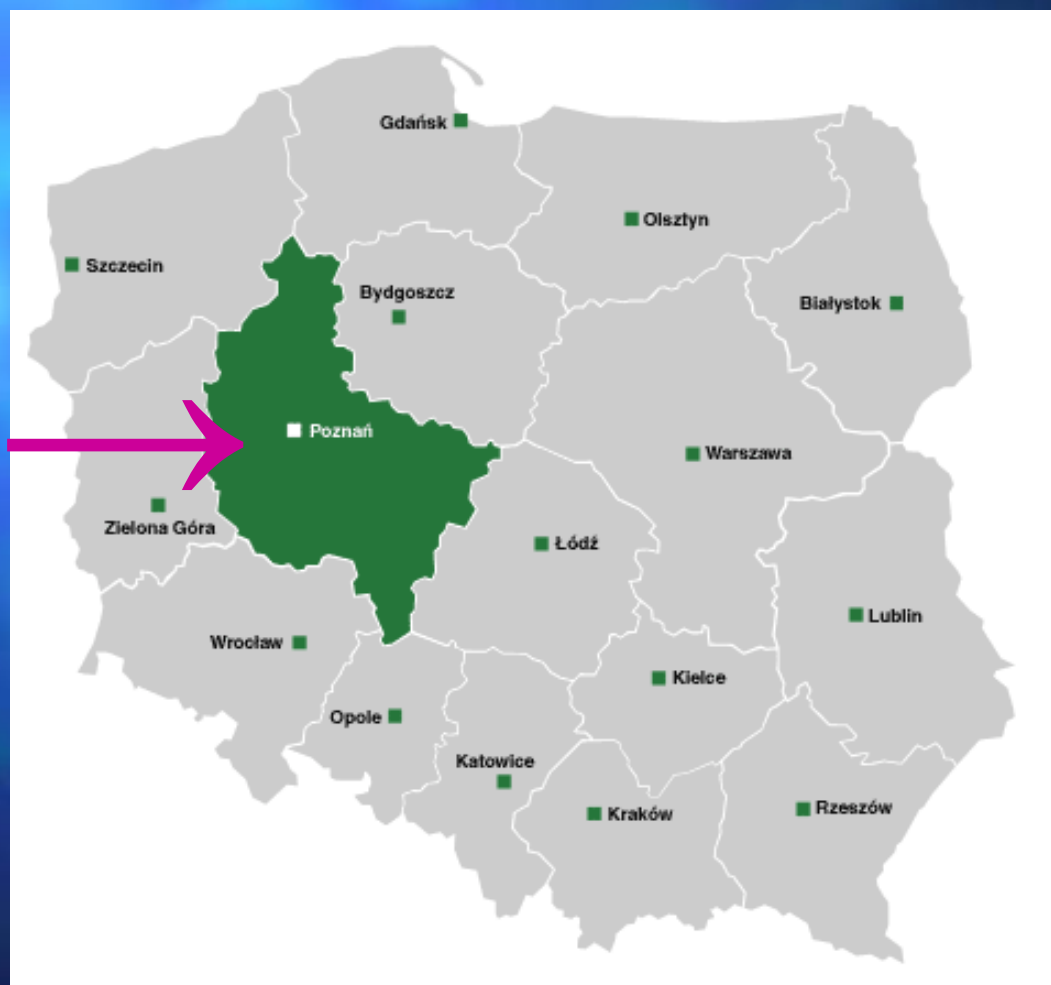 Gdańsk
Olsztyn
Szczecin
Bydgoszcz
Białystok
Poznań
Warszawa
Zielona Góra
Łódź
Lublin
Wrocław
Kielce
Opole
Katowice
Kraków
Rzeszów